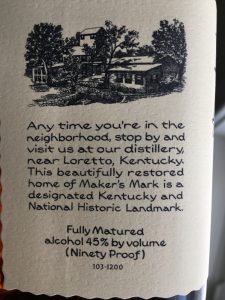 Any time you're in the
neighborhood, stop by and
visit us at our distillery,
near Loretto, Kentucky.
This beautifully restored
home of Maker's Mark is a
designated Kentucky and
National Historic Landmark.
Fully Matured
alcohol 45% by volume
(Ninety Proof)
103-1200